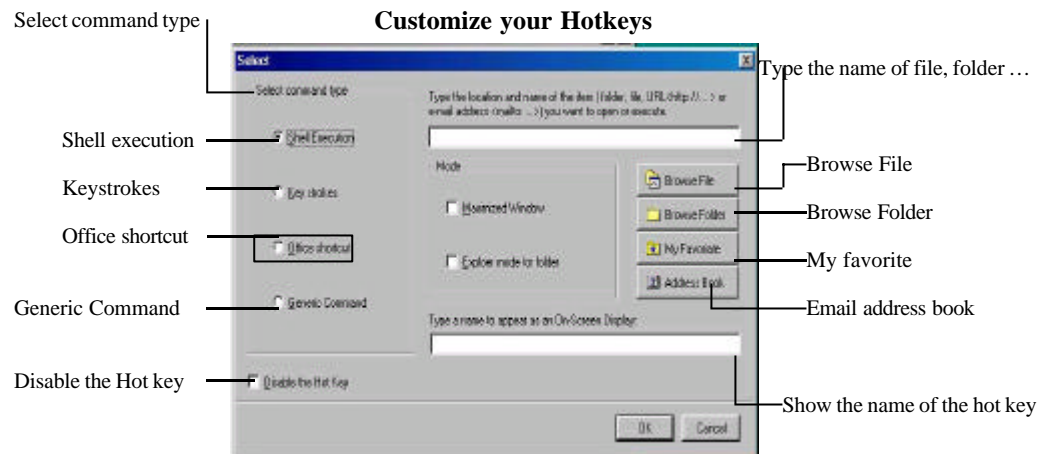 Customize your Hotkeys
Select command type
Shell execution
Keystrokes
Office shortcut
Generic Command
Disable the Hot key
Select
Select command type
Shell Execution
Key strokes
Office shortcut
Generic Command
Disable the Hot Key
Type the location and name of the item (folder, file, URL<http://...> or
e-mail address <mailto: ...>) you want to open or execute.
Mode
Maximized Window
Explorer mode for folder
Browse File
Browse Folder
My Favorite
Address Book
Type a name to appear as an On-Screen Display:
OK
Cancel
Type the name of file, folder …
Browse File
Browse Folder
My favorite
Email address book
Show the name of the hot key